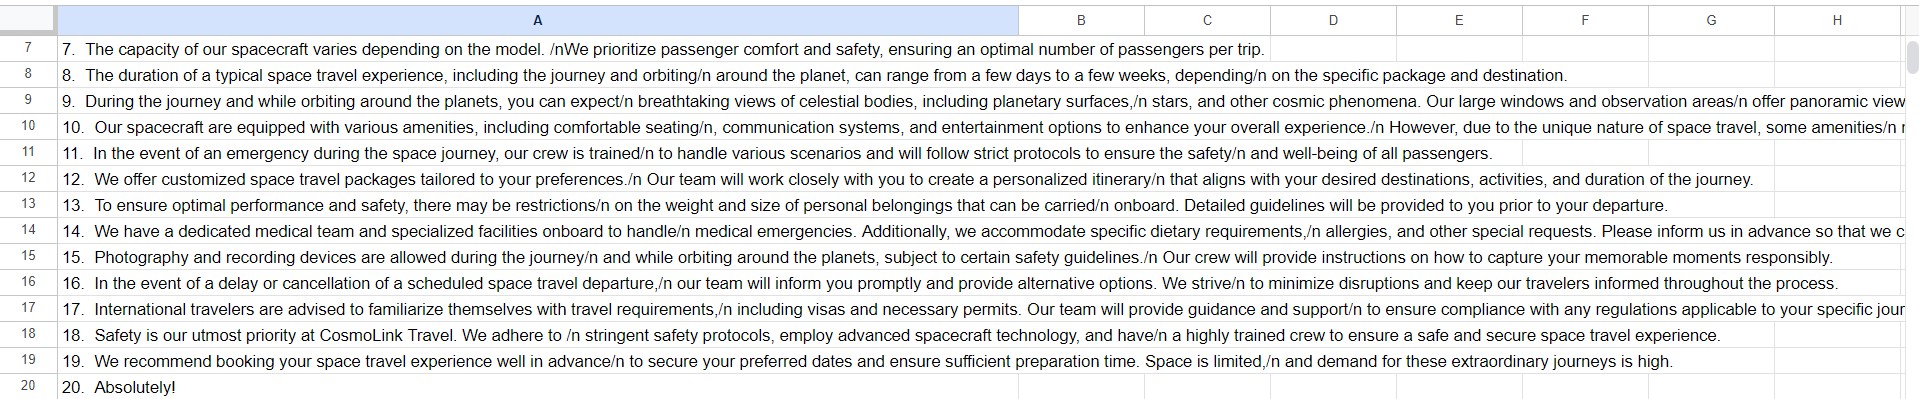 A B C D E F G H
7 7. The capacity of our spacecraft varies depending on the model. /nWe prioritize passenger comfort and safety, ensuring an optimal number of passengers per trip.
8 8. The duration of a typical space travel experience, including the journey and orbiting/n around the planet, can range from a few days to a few weeks, depending/n on the specific package and destination.
9 9. During the journey and while orbiting around the planets, you can expect/n breathtaking views of celestial bodies, including planetary surfaces,/n stars, and other cosmic phenomena. Our large windows and observation areas/n offer panoramic view
10 10. Our spacecraft are equipped with various amenities, including comfortable seating/n, communication systems, and entertainment options to enhance your overall experience./n However, due to the unique nature of space travel, some amenities/n
11 11. In the event of an emergency during the space journey, our crew is trained/n to handle various scenarios and will follow strict protocols to ensure the safety/n and well-being of all passengers.
12 12. We offer customized space travel packages tailored to your preferences./n Our team will work closely with you to create a personalized itinerary/n that aligns with your desired destinations, activities, and duration of the journey.
13 13. To ensure optimal performance and safety, there may be restrictions/n on the weight and size of personal belongings that can be carried/n onboard. Detailed guidelines will be provided to you prior to your departure.
14 14. We have a dedicated medical team and specialized facilities onboard to handle/n medical emergencies. Additionally, we accommodate specific dietary requirements,/n allergies, and other special requests. Please inform us in advance so that we c
15 15. Photography and recording devices are allowed during the journey/n and while orbiting around the planets, subject to certain safety guidelines./n Our crew will provide instructions on how to capture your memorable moments responsibly.
16 16. In the event of a delay or cancellation of a scheduled space travel departure,/n our team will inform you promptly and provide alternative options. We strive/n to minimize disruptions and keep our travelers informed throughout the process.
17 17. International travelers are advised to familiarize themselves with travel requirements,/n including visas and necessary permits. Our team will provide guidance and support/n to ensure compliance with any regulations applicable to your specific jour
18 18. Safety is our utmost priority at CosmoLink Travel. We adhere to /n stringent safety protocols, employ advanced spacecraft technology, and have/n a highly trained crew to ensure a safe and secure space travel experience.
19 19. We recommend booking your space travel experience well in advance/n to secure your preferred dates and ensure sufficient preparation time. Space is limited,/n and demand for these extraordinary journeys is high.
20 20. Absolutely!